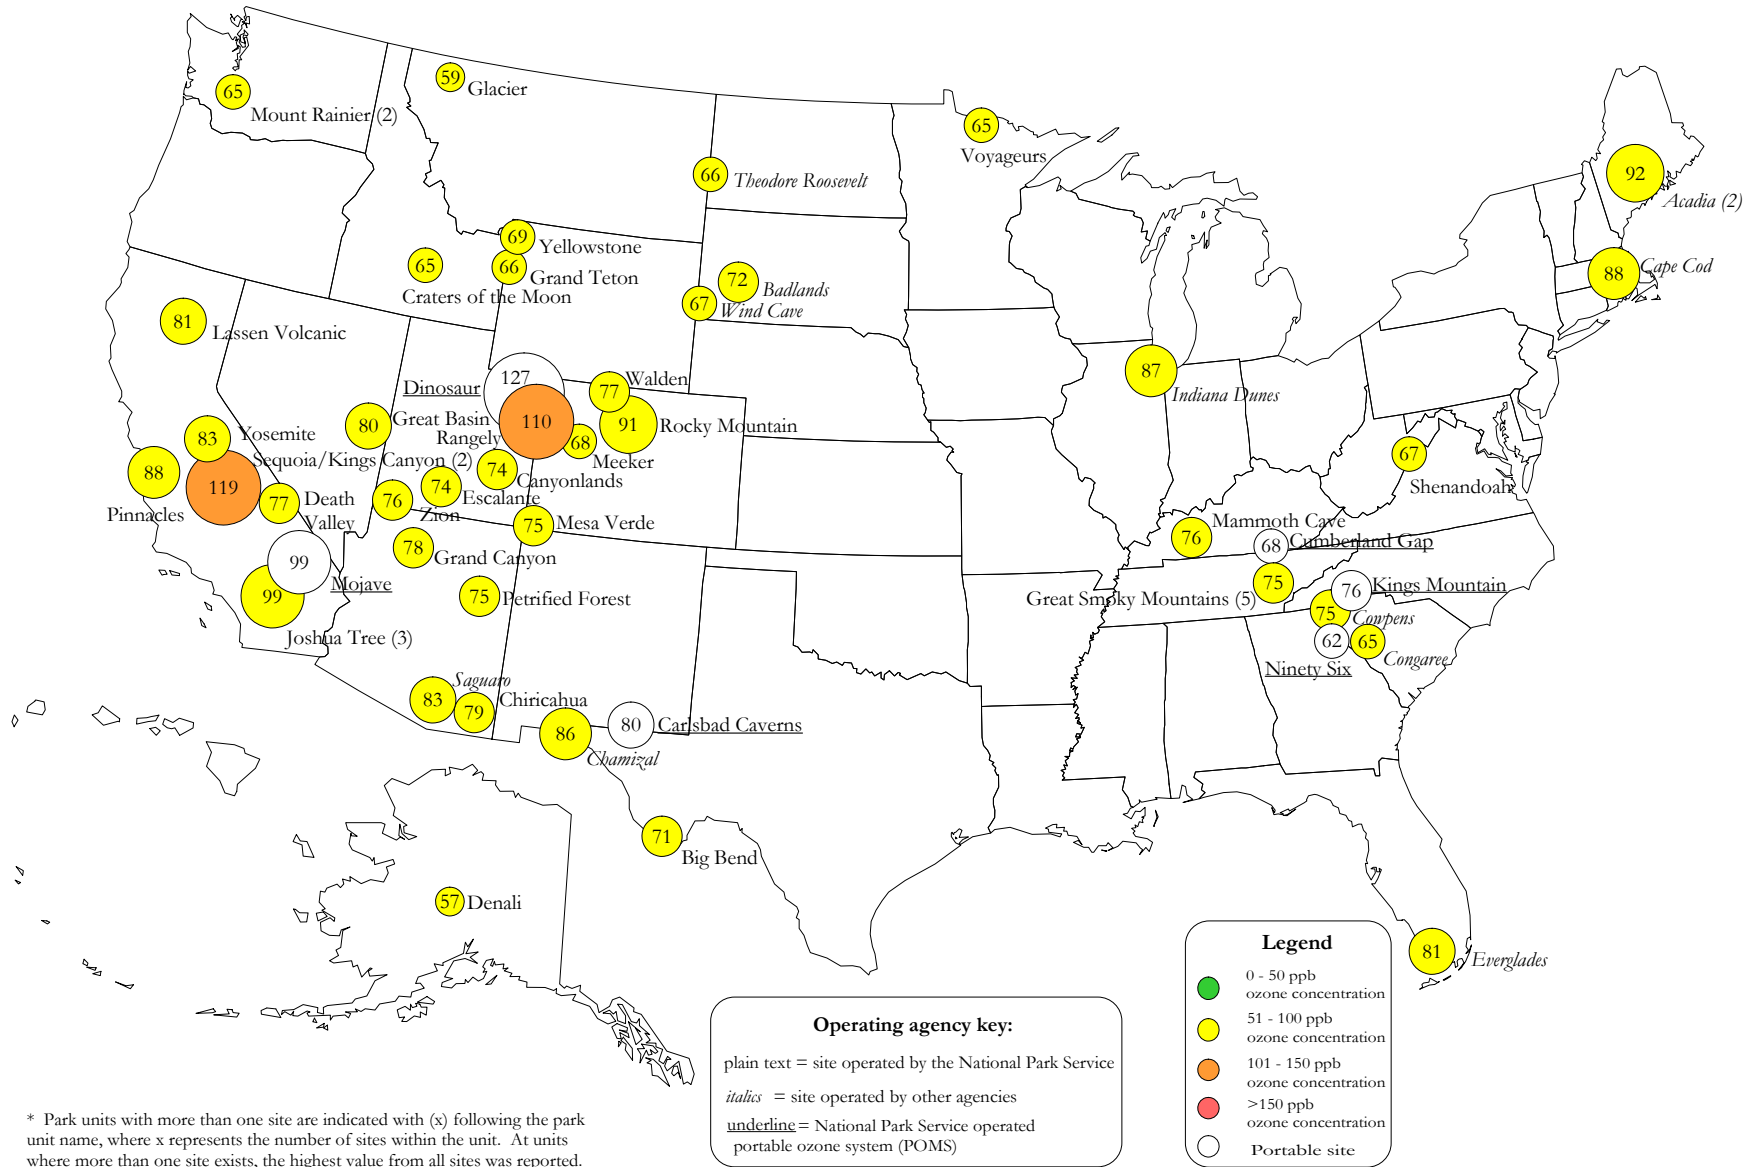 65
Mount Rainier (2)
59
Glacier
65
Voyageurs
66
Theodore Roosevelt
92
Acadia (2)
88
Cape Cod
69
Yellowstone
65
Craters of the Moon
66
Grand Teton
72
Badlands
67
Wind Cave
81
Lassen Volcanic
127
Dinosaur
77
Walden
87
Indiana Dunes
80
Great Basin
110
Rangely
91
Rocky Mountain
68
Meeker
83
Yosemite
88
Pinnacles
119
Sequoia/Kings Canyon (2)
77
Death
Valley
74
Canyonlands
74
Escalante
76
Zion
75
Mesa Verde
67
Shenandoah
78
Grand Canyon
76
Mammoth Cave
68
Cumberland Gap
99
Mojave
99
Joshua Tree (3)
75
Petrified Forest
75
Great Smoky Mountains (5)
76
Kings Mountain
75
Cowpens
62
Ninety Six
65
Congaree
83
Saguaro
79
Chiricahua
86
Chamizal
80
Carlsbad Caverns
71
Big Bend
57
Denali
81
Everglades
Legend
0 - 50 ppb
ozone concentration
51 - 100 ppb
ozone concentration
101 - 150 ppb
ozone concentration
>150 ppb
ozone concentration
Portable site
Operating agency key:
plain text = site operated by the National Park Service
italics = site operated by other agencies
underline = National Park Service operated
portable ozone system (POMS)
* Park units with more than one site are indicated with (x) following the park
unit name, where x represents the number of sites within the unit. At units
where more than one site exists, the highest value from all sites was reported.